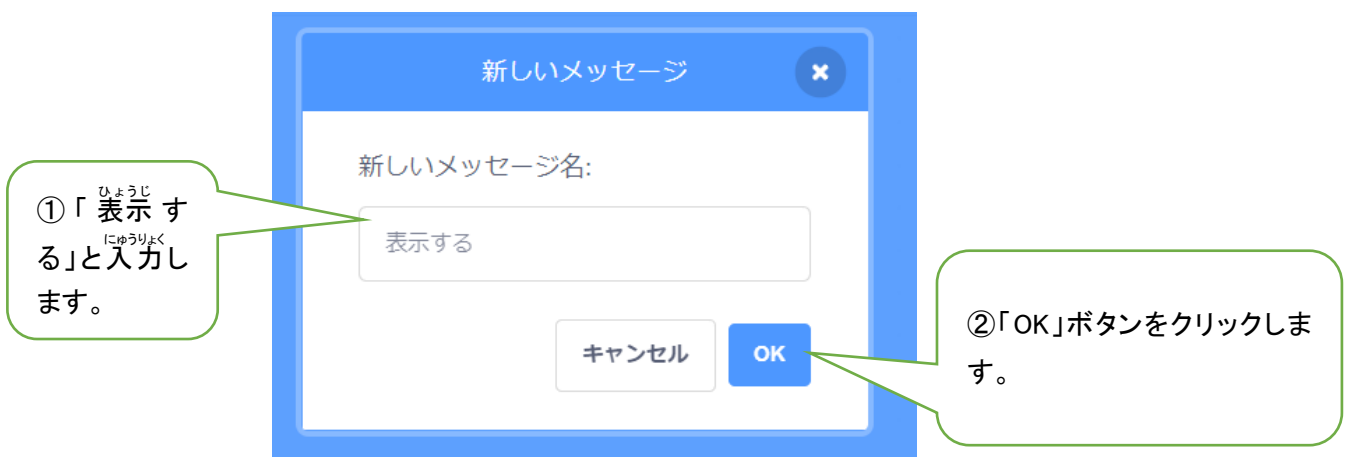 新しいメッセージ
新しいメッセージ名:
表示する
キャンセル
OK
ひょうじ
①「表示す
にゅうりょく
る」と入力し
ます。
②「OK」ボタンをクリックしま
す。